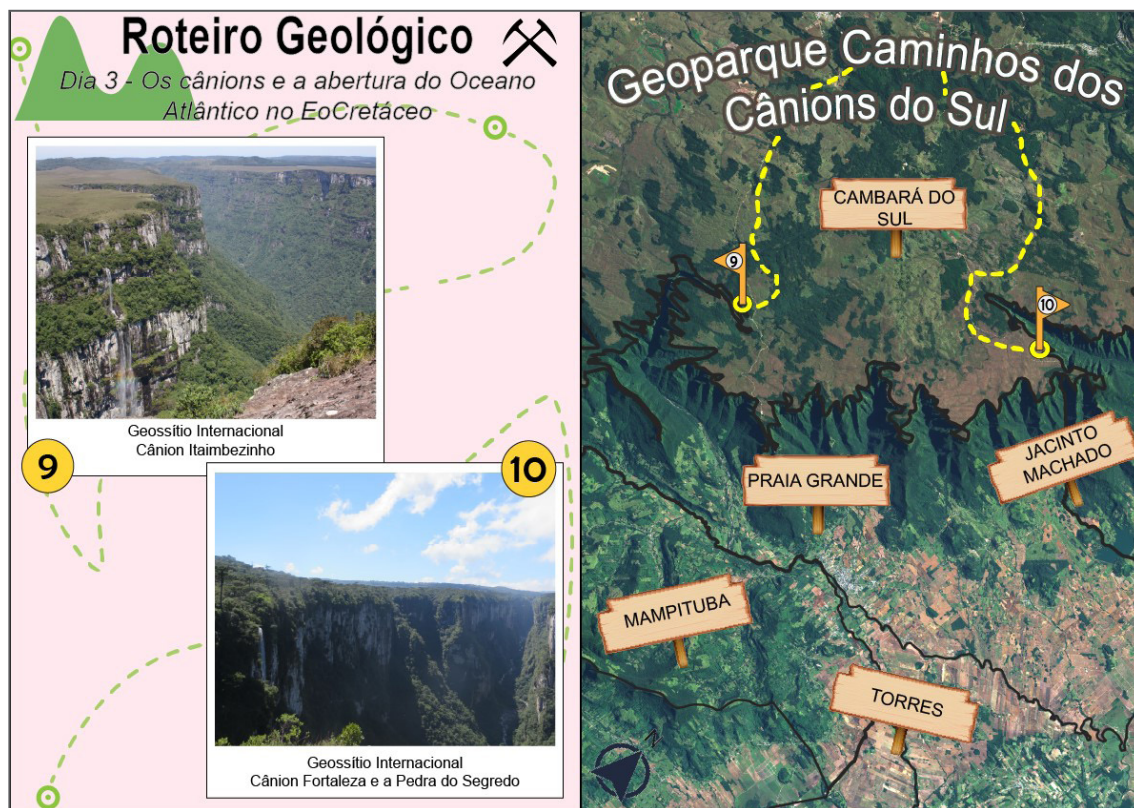 Roteiro Geológico
Dia 3 - Os cânions e a abertura do Oceano
Atlântico no EoCretáceo
Geossítio Internacional
Cânion Itaimbezinho
9
10
Geossítio Internacional
Cânion Fortaleza e a Pedra do Segredo
Geoparque Caminhos dos
Cânions do Sul
CAMBARÁ DO
SUL
9
10
JACINTO
MACHADO
PRAIA GRANDE
MAMPITUBA
TORRES
N